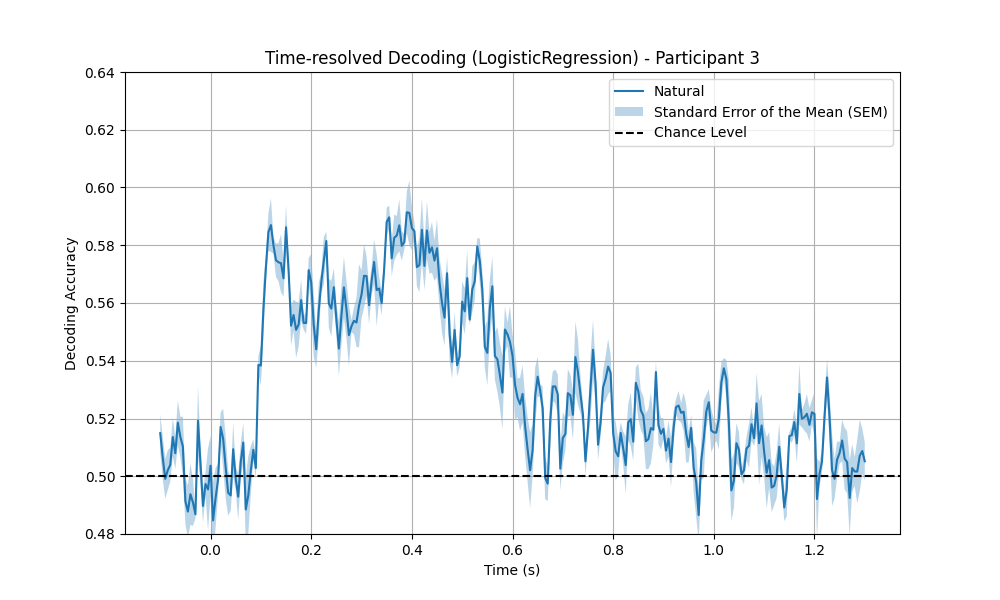 Time-resolved Decoding (LogisticRegression) - Participant 3
Natural
Standard Error of the Mean (SEM)
Chance Level
Decoding Accuracy
0.64
0.62
0.60
0.58
0.56
0.54
0.52
0.50
0.48
0.0 0.2 0.4 0.6 0.8 1.0 1.2
Time (s)